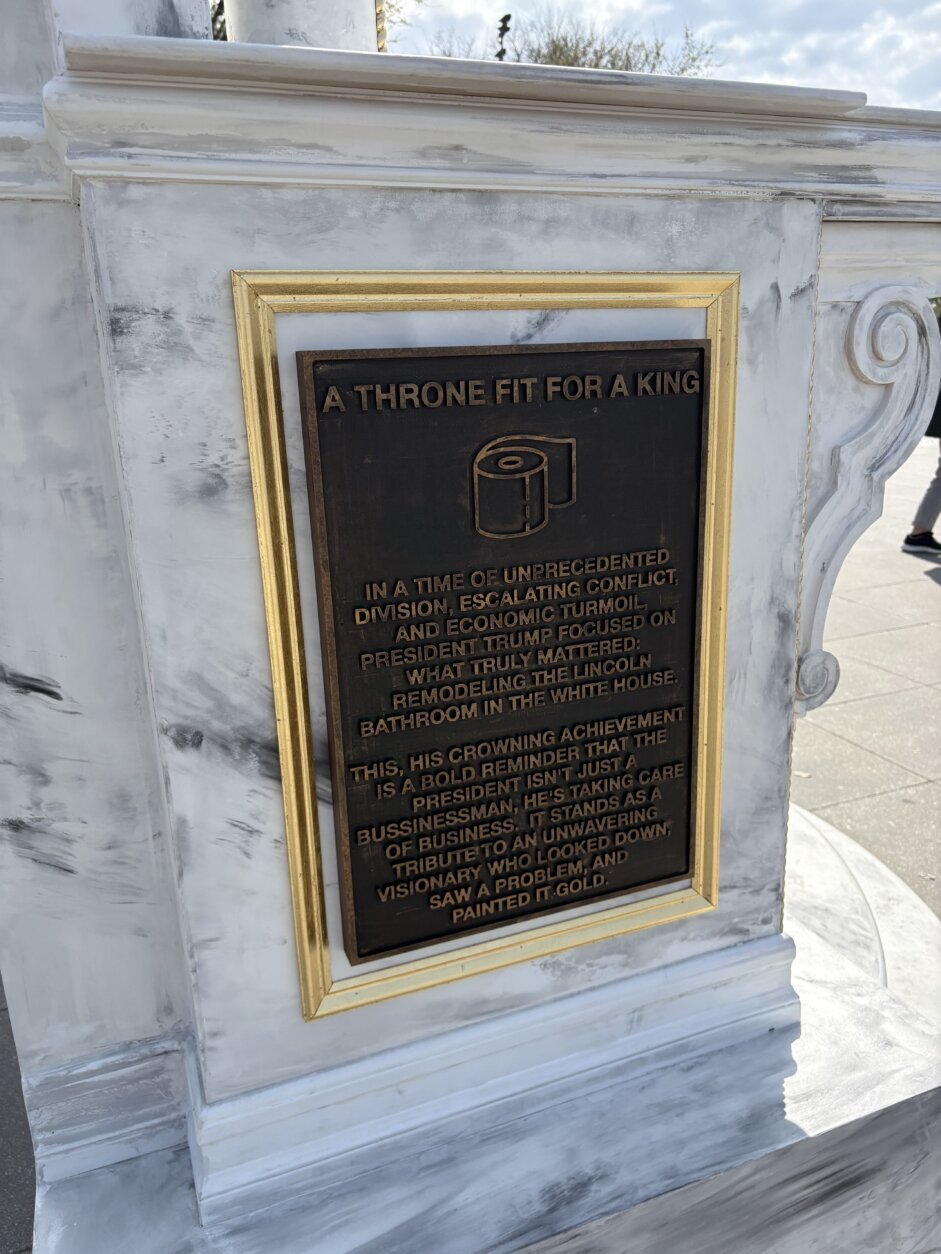 A THRONE FIT FOR A KING
IN A TIME OF UNPRECEDENTED
DIVISION, ESCALATING CONFLICT,
AND ECONOMIC TURMOIL,
PRESIDENT TRUMP FOCUSED ON
WHAT TRULY MATTERED:
REMODELING THE LINCOLN
BATHROOM IN THE WHITE HOUSE.
THIS, HIS CROWNING ACHIEVEMENT
IS A BOLD REMINDER THAT THE
PRESIDENT ISN'T JUST A
BUSSINESSMAN, HE'S TAKING CARE
OF BUSINESS. IT STANDS AS A
TRIBUTE TO AN UNWAVERING
VISIONARY WHO LOOKED DOWN,
SAW A PROBLEM, AND
PAINTED IT GOLD.